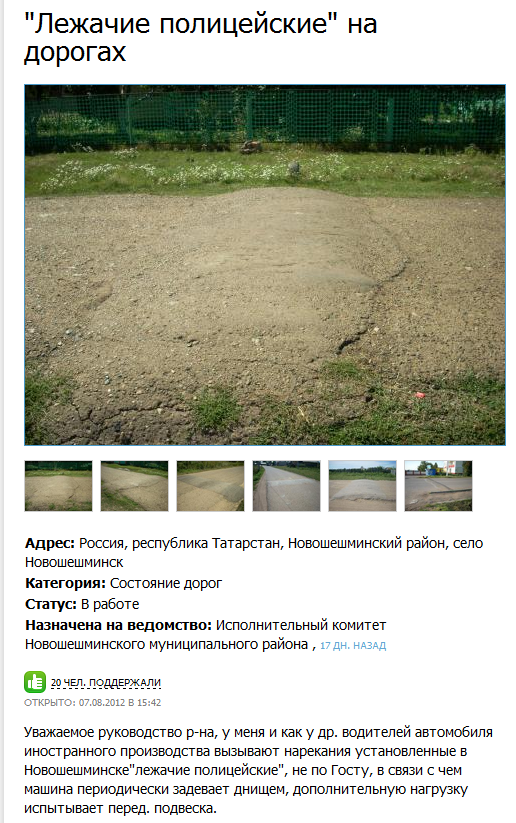 "Лежачие полицейские" на
дорогах
Адрес: Россия, республика Татарстан, Новошешминский район, село
Новошешминск
Категория: Состояние дорог
Статус: В работе
Назначена на ведомство: Исполнительный комитет
Новошешминского муниципального района , 17 ДН. НАЗАД
20 ЧЕЛ. ПОДДЕРЖАЛИ
ОТКРЫТО: 07.08.2012 В 15:42
Уважаемое руководство р-на, у меня и как у др. водителей автомобиля
иностранного производства вызывают нарекания установленные в
Новошешминске"лежачие полицейские", не по Госту, в связи с чем
машина периодически задевает днищем, дополнительную нагрузку
испытывает перед. подвеска.